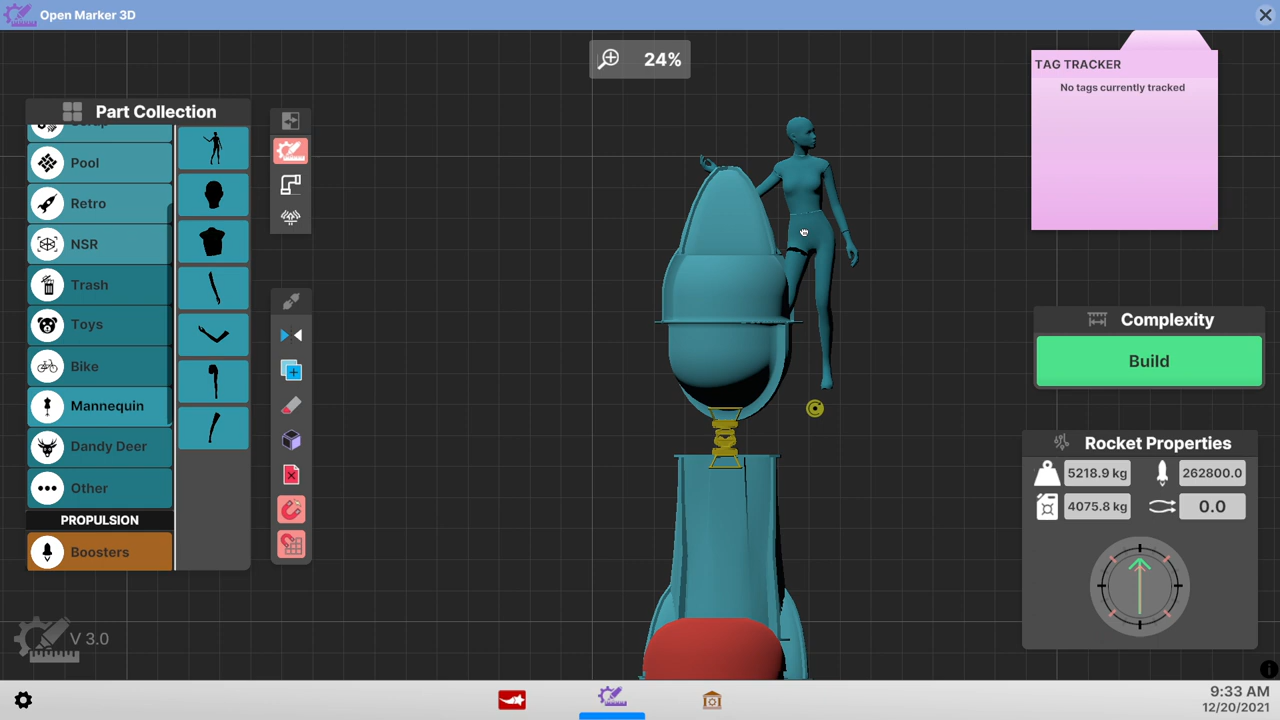 Open Marker 3D
24%
TAG TRACKER
No tags currently tracked
Part Collection
Pool
Retro
NSR
Trash
Toys
Bike
Mannequin
Dandy Deer
Other
PROPULSION
Boosters
Complexity
Build
Rocket Properties
5218.9 kg
262800.0
4075.8 kg
0.0
V 3.0
9:33 AM
12/20/2021